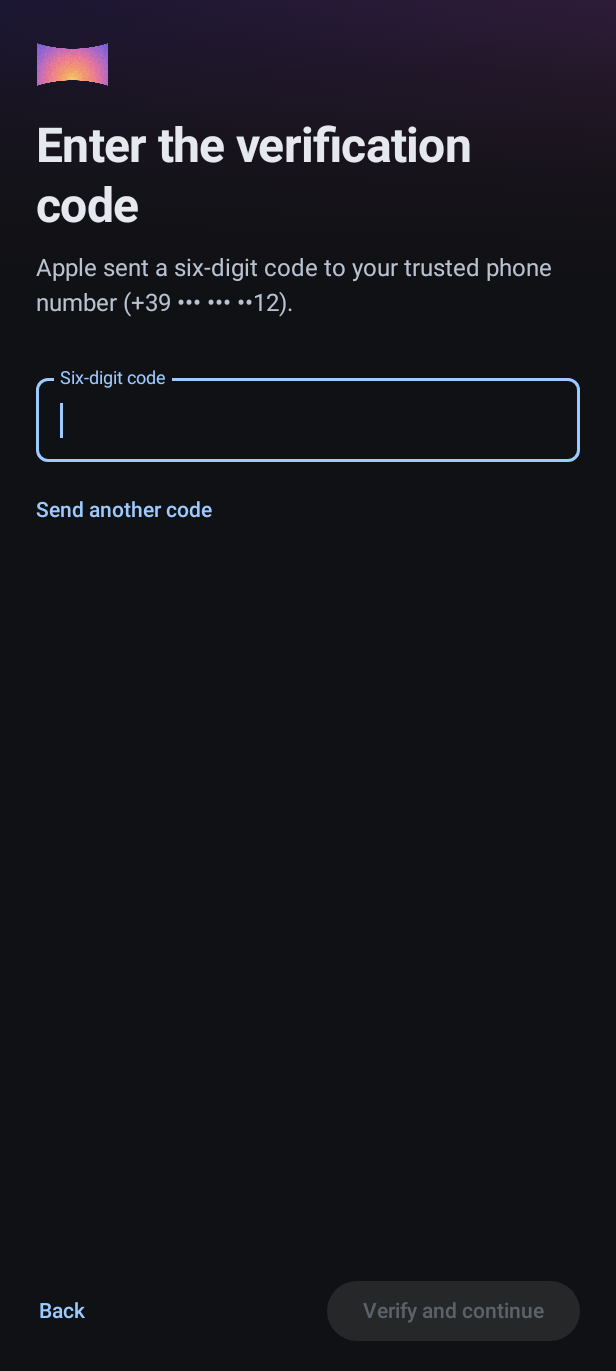 Enter the verification
code
Apple sent a six-digit code to your trusted phone
number (+39 ••• ••• ••12).
Six-digit code
Send another code
Back
Verify and continue